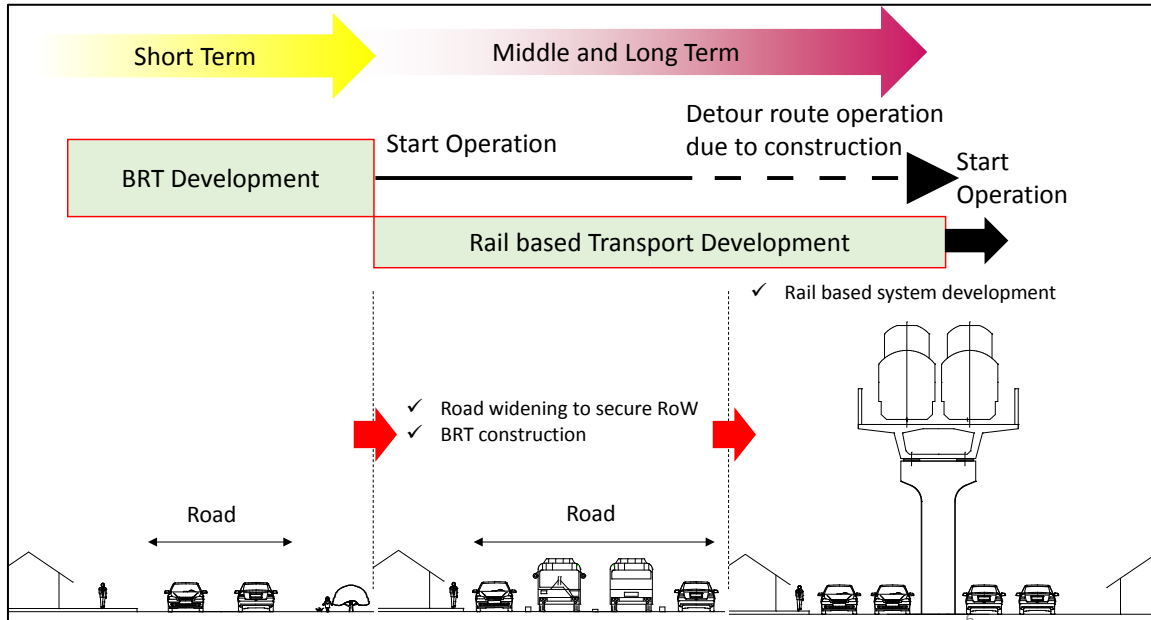 Short Term
Middle and Long Term
Detour route operation
due to construction
Start Operation
Start
Operation
BRT Development
Rail based Transport Development
✓ Rail based system development
✓ Road widening to secure RoW
✓ BRT construction
Road
Road